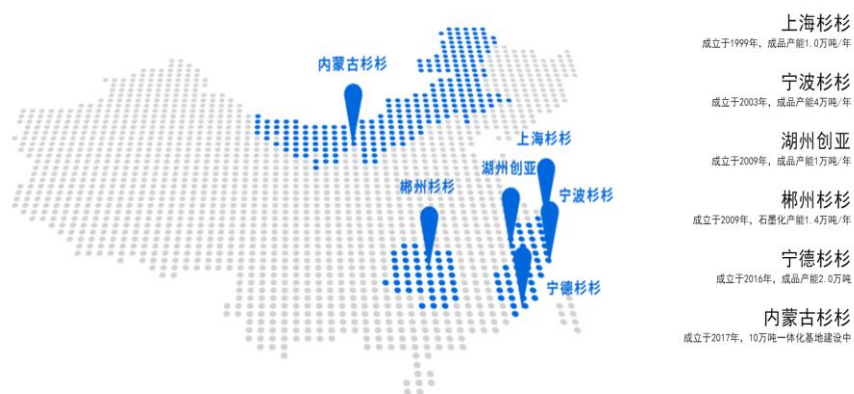 内蒙古杉杉
上海杉杉
湖州创亚
郴州杉杉
宁波杉杉
宁德杉杉
上海杉杉
成立于1999年，成品产能1.0万吨/年
宁波杉杉
成立于2003年，成品产能4万吨/年
湖州创亚
成立于2009年，成品产能1万吨/年
郴州杉杉
成立于2009年，石墨化产能1.4万吨/年
宁德杉杉
成立于2016年，成品产能2.0万吨
内蒙古杉杉
成立于2017年，10万吨一体化基地建设中